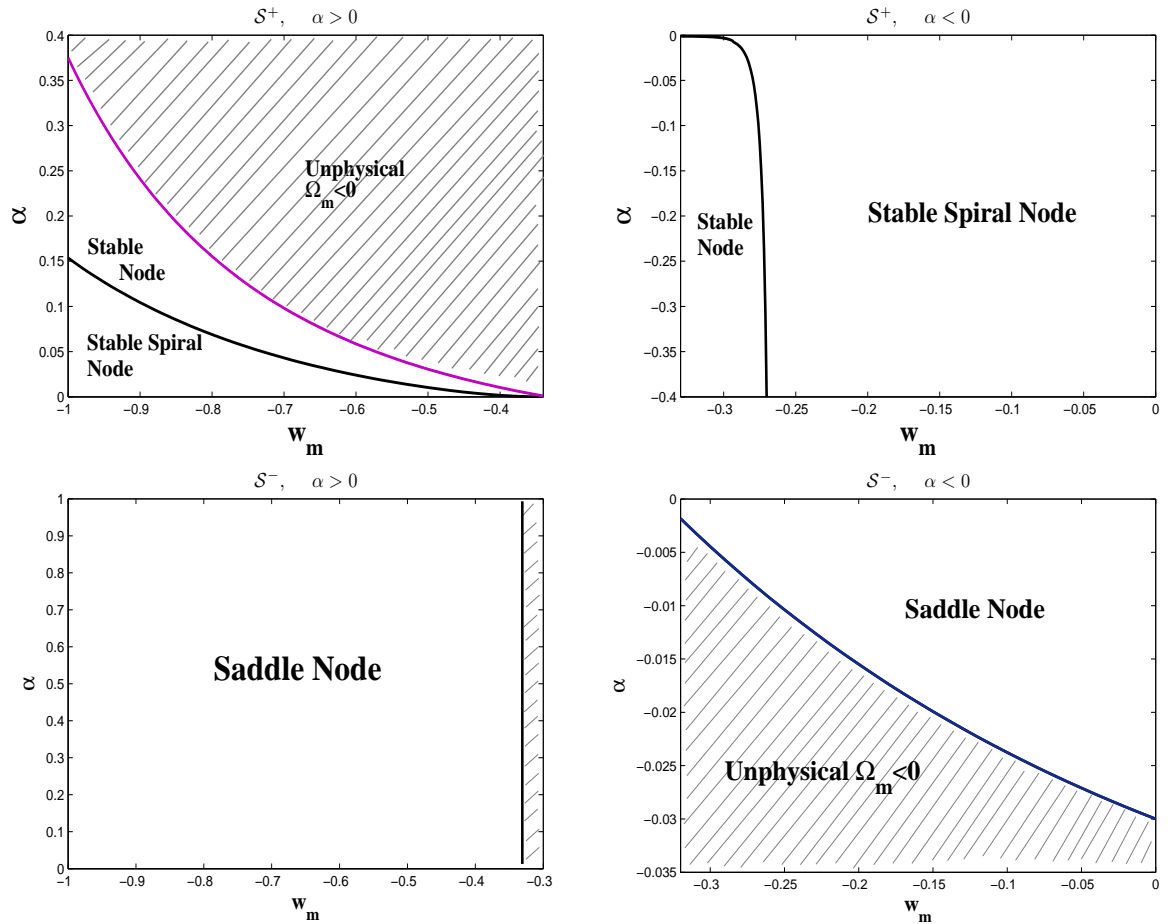 S⁺, α > 0
0.4
0.35
0.3
0.25
0.2
0.15
0.1
0.05
0
α
Unphysical
Ω_m<0
Stable
Node
Stable Spiral
Node
−1
−0.9
−0.8
−0.7
−0.6
−0.5
−0.4
w_m
S⁺, α < 0
0
−0.05
−0.1
−0.15
−0.2
−0.25
−0.3
−0.35
−0.4
α
Stable
Node
Stable Spiral Node
−0.3
−0.25
−0.2
−0.15
−0.1
−0.05
0
w_m
S⁻, α > 0
1
0.9
0.8
0.7
0.6
0.5
0.4
0.3
0.2
0.1
0
α
Saddle Node
−1
−0.9
−0.8
−0.7
−0.6
−0.5
−0.4
−0.3
w_m
S⁻, α < 0
0
−0.005
−0.01
−0.015
−0.02
−0.025
−0.03
−0.035
α
Saddle Node
Unphysical Ω_m<0
−0.3
−0.25
−0.2
−0.15
−0.1
−0.05
0
w_m